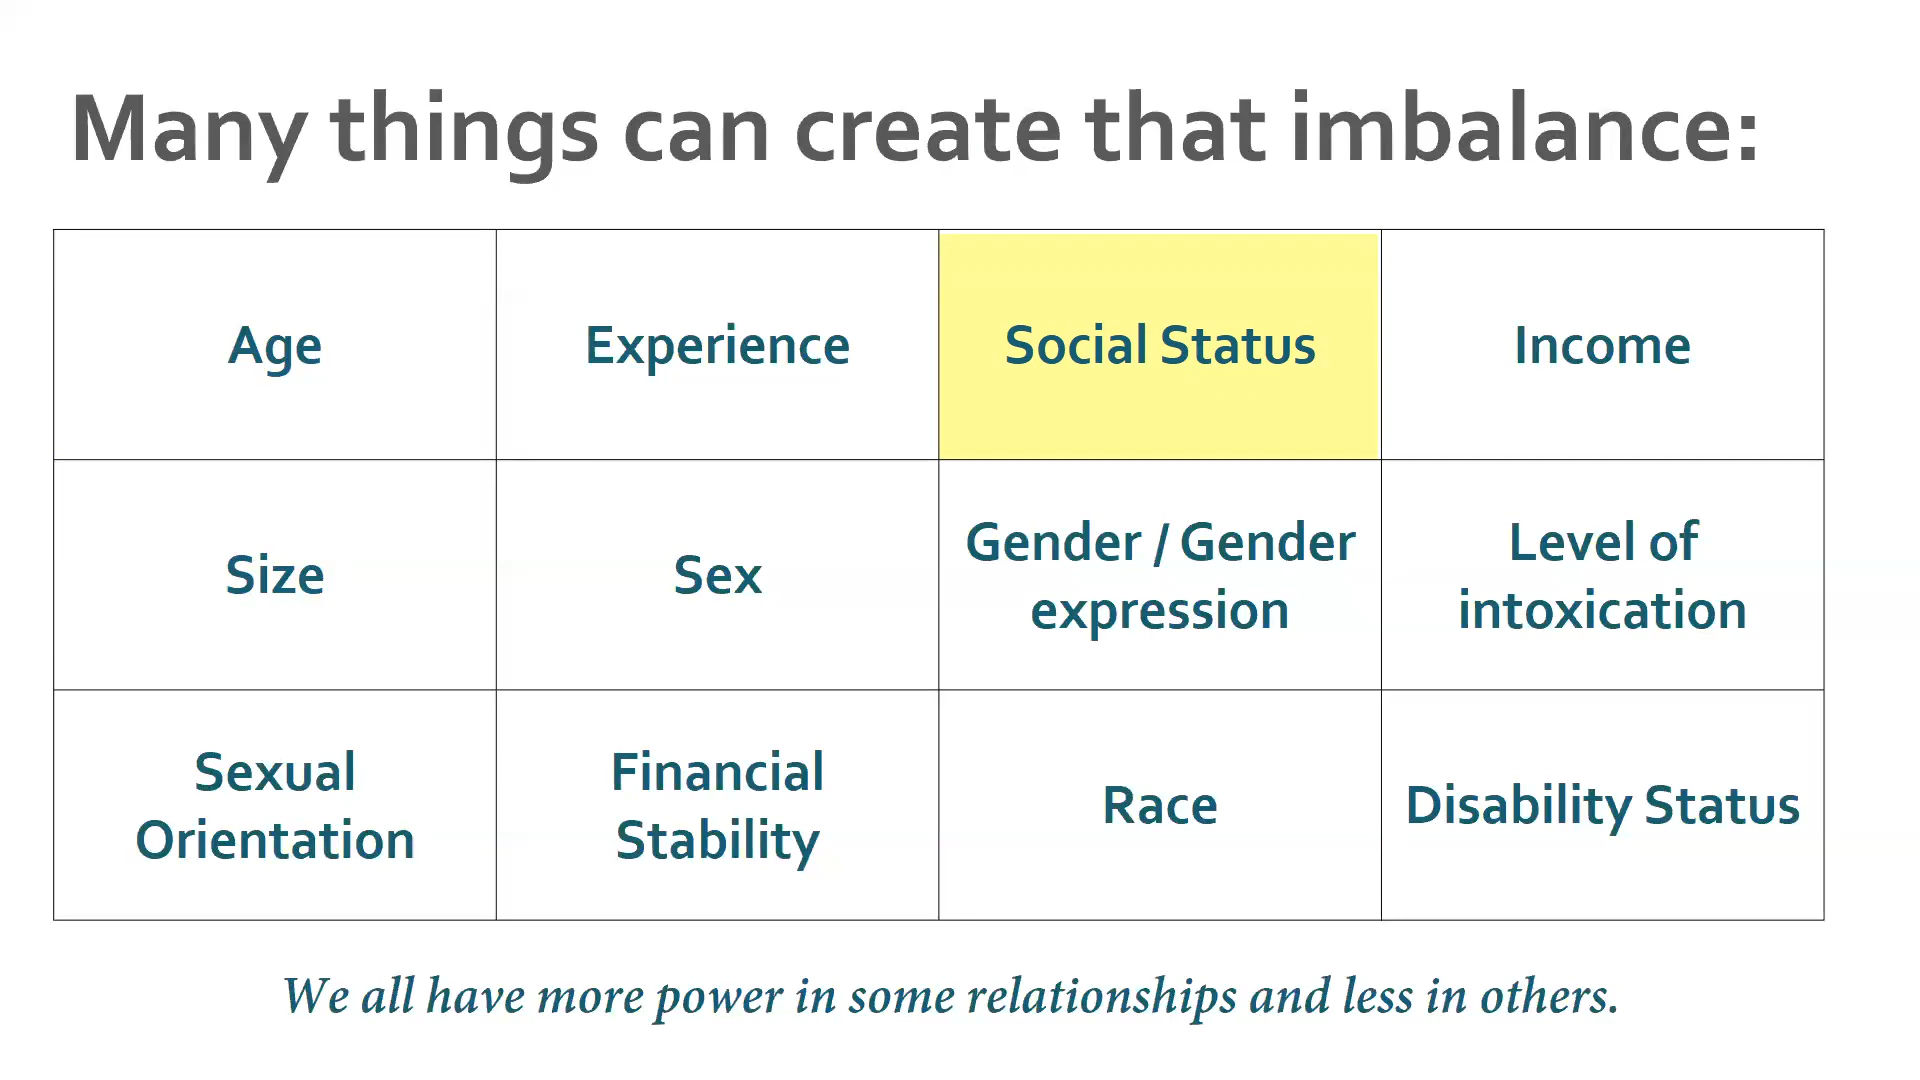 Many things can create that imbalance:
Age
Experience
Social Status
Income
Size
Sex
Gender / Gender
expression
Level of
intoxication
Sexual
Orientation
Financial
Stability
Race
Disability Status
We all have more power in some relationships and less in others.